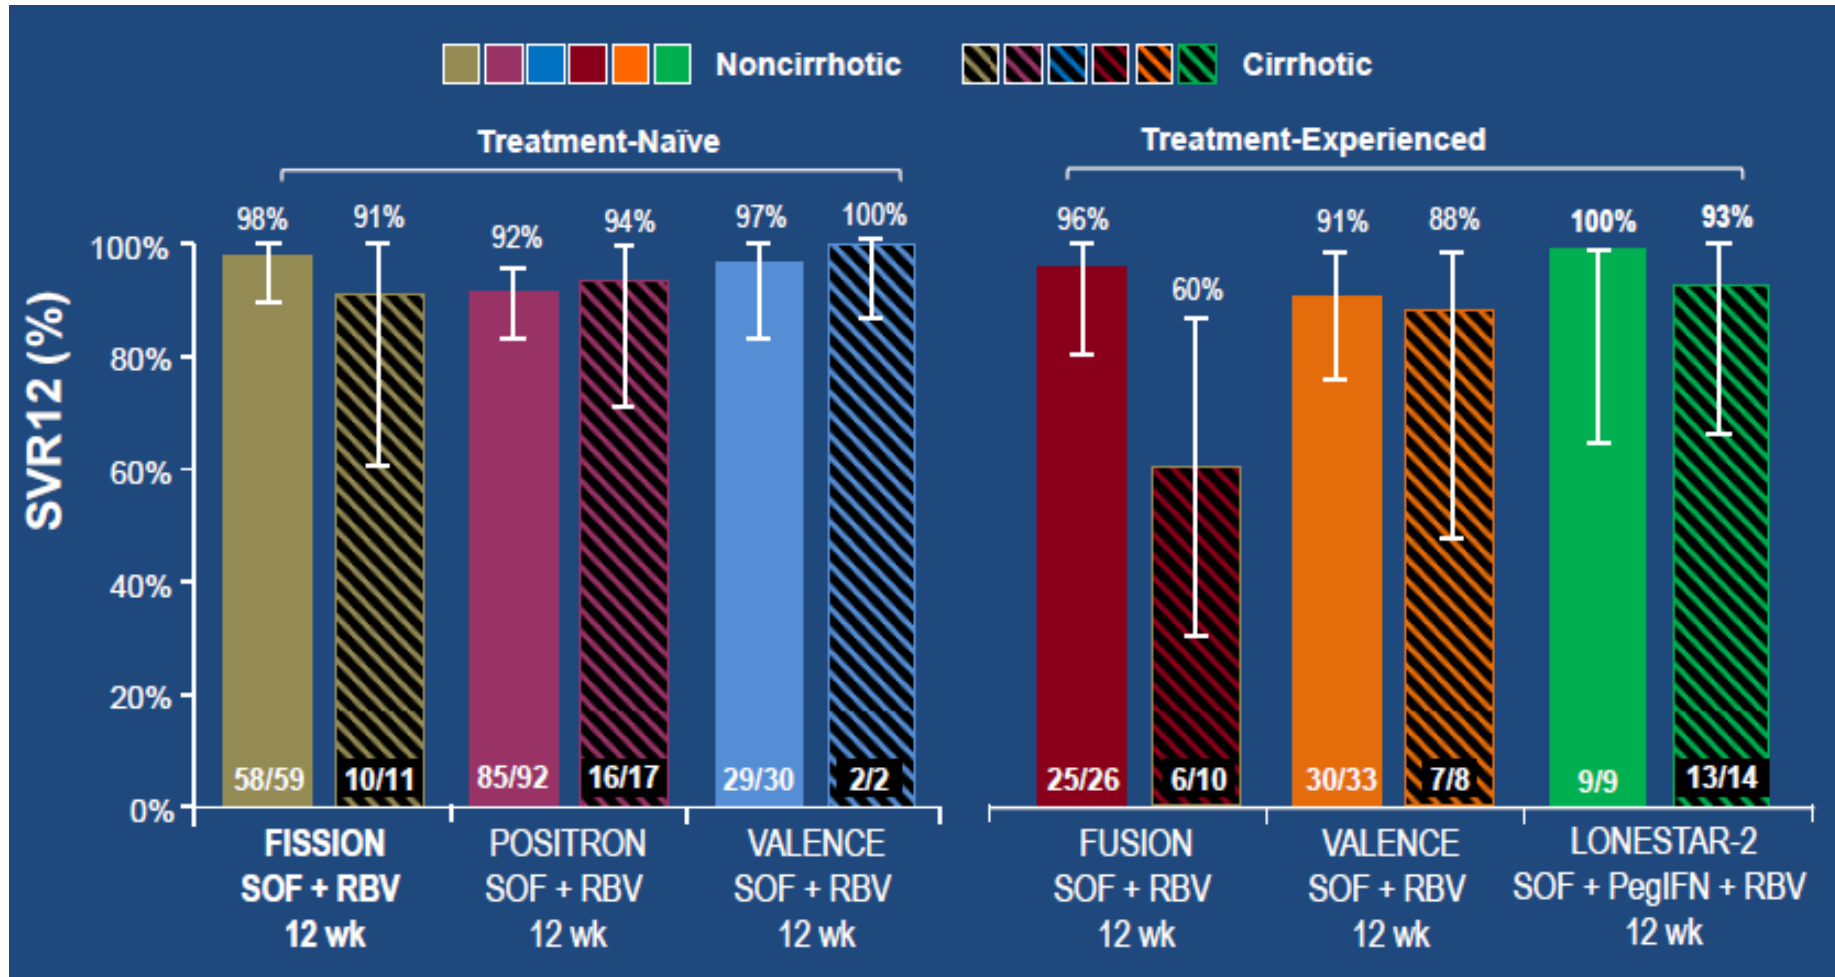 Noncirrhotic
Cirrhotic
Treatment-Naïve
Treatment-Experienced
98%
91%
92%
94%
97%
100%
96%
60%
91%
88%
100%
93%
SVR12 (%)
100%
80%
60%
40%
20%
0%
58/59
10/11
85/92
16/17
29/30
2/2
25/26
6/10
30/33
7/8
9/9
13/14
FISSION
SOF + RBV
12 wk
POSITRON
SOF + RBV
12 wk
VALENCE
SOF + RBV
12 wk
FUSION
SOF + RBV
12 wk
VALENCE
SOF + RBV
12 wk
LONESTAR-2
SOF + PegIFN + RBV
12 wk